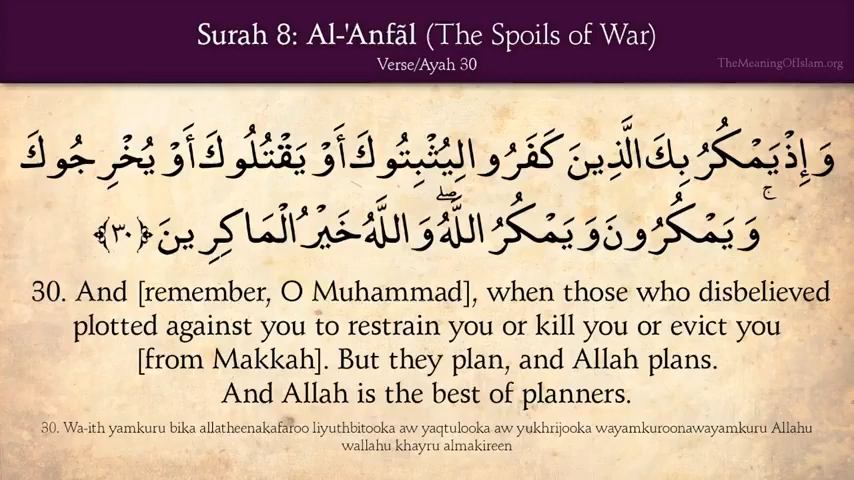 Surah 8: Al-'Anfãl (The Spoils of War)
Verse/Ayah 30
TheMeaningOfIslam.org
وَإِذْ يَمْكُرُ بِكَ الَّذِينَ كَفَرُوا لِيُثْبِتُوكَ أَوْ يَقْتُلُوكَ أَوْ يُخْرِجُوكَ ۚ
وَيَمْكُرُونَ وَيَمْكُرُ اللَّهُ ۖ وَاللَّهُ خَيْرُ الْمَاكِرِينَ ﴿٣٠﴾
30. And [remember, O Muhammad], when those who disbelieved
plotted against you to restrain you or kill you or evict you
[from Makkah]. But they plan, and Allah plans.
And Allah is the best of planners.
30. Wa-ith yamkuru bika allatheenakafaroo liyuthbitooka aw yaqtulooka aw yukhrijooka wayamkuroonawayamkuru Allahu
wallahu khayru almakireen